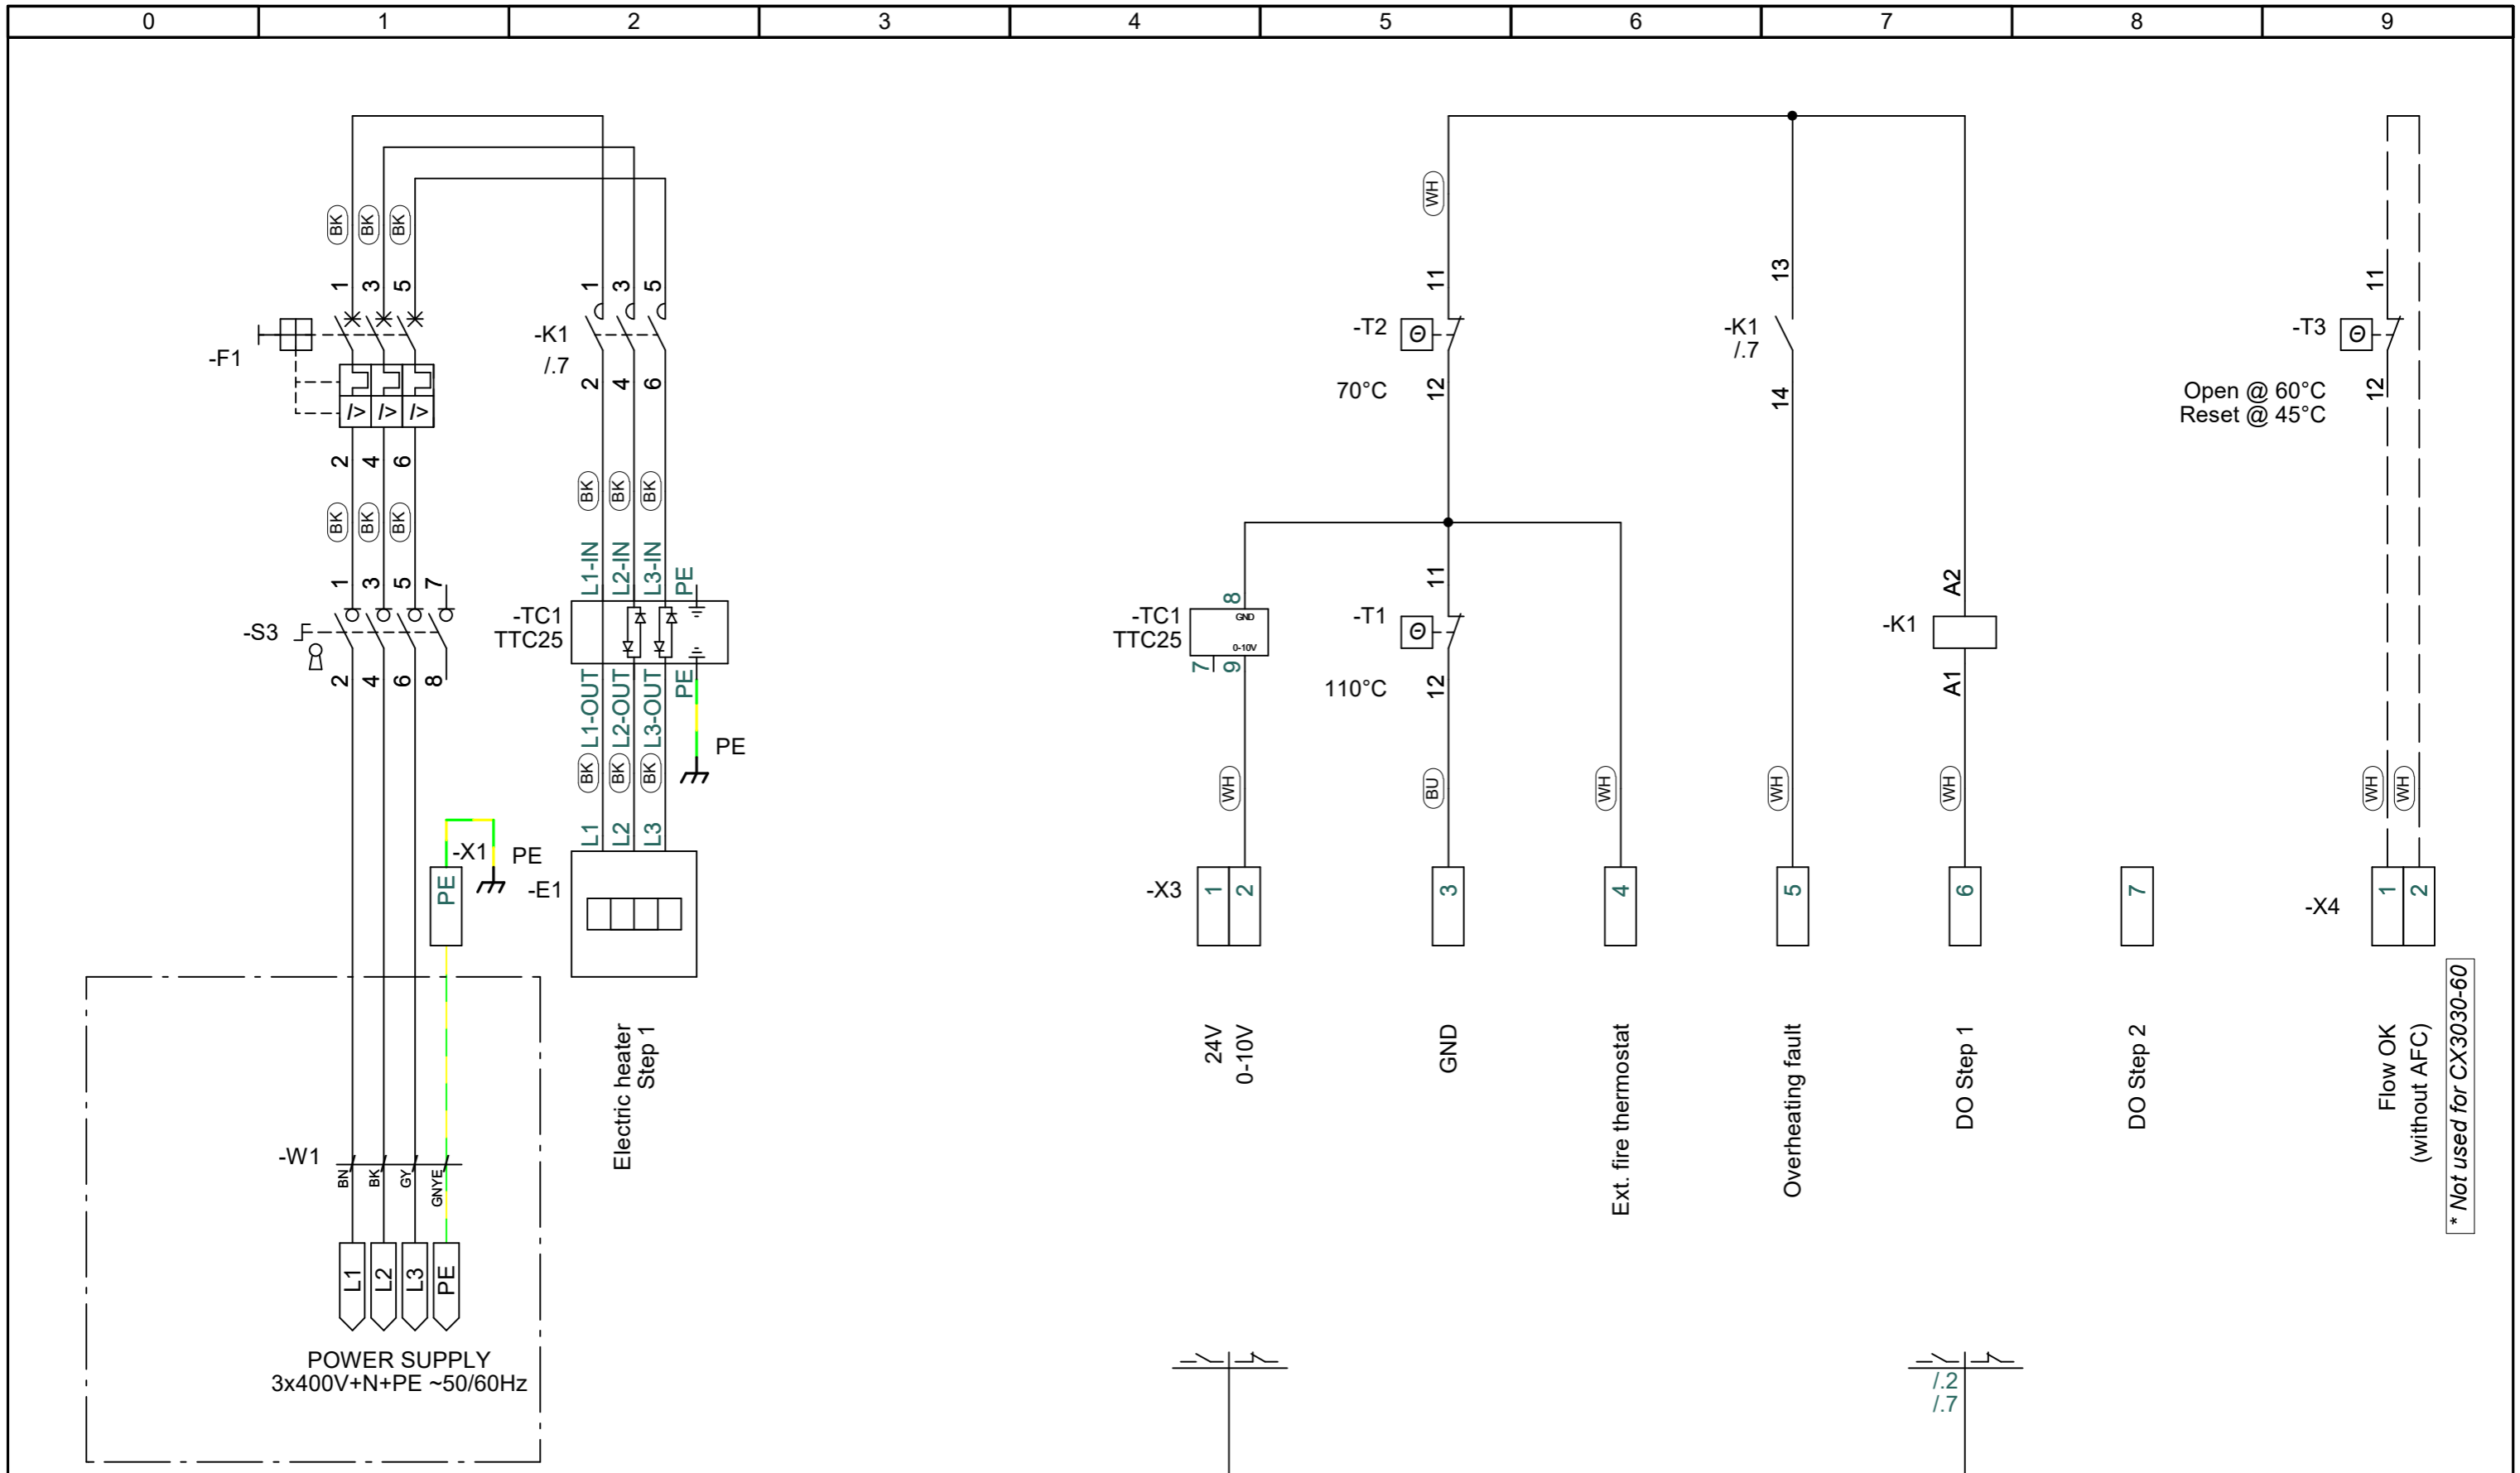 0 1 2 3 4 5 6 7 8 9
BK BK BK
1 3 5
-F1
I> I> I>
2 4 6
BK BK BK
1 3 5 7
-S3
2 4 6 8
-X1
PE
PE
-W1
BN BK GY GNYE
L1 L2 L3 PE
POWER SUPPLY
3x400V+N+PE ~50/60Hz
1 3 5
-K1
/.7
2 4 6
BK BK BK
L1-IN L2-IN L3-IN PE
-TC1
TTC25
L1-OUT L2-OUT L3-OUT PE
PE
BK BK BK
L1 L2 L3
-E1
Electric heater
Step 1
-TC1
TTC25
8
GND
0-10V
7 9
WH
-X3
1 2
24V
0-10V
WH
11
-T2
Θ
70°C
12
11
-T1
Θ
110°C
12
BU
3
GND
WH
4
Ext. fire thermostat
13
-K1
/.7
14
WH
5
Overheating fault
A2
-K1
A1
WH
6
DO Step 1
/.2
/.7
7
DO Step 2
11
-T3
Θ
Open @ 60°C
Reset @ 45°C
12
WH WH
-X4
1 2
Flow OK
(without AFC)
* Not used for CX3030-60